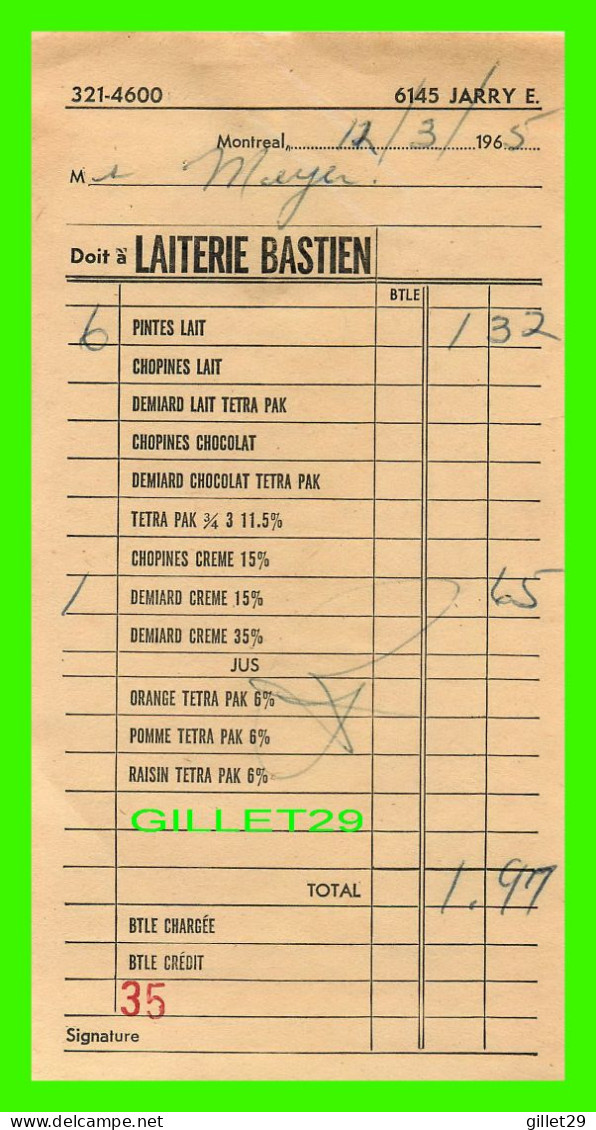 321-4600 6145 JARRY E.
Montreal, 12/3/1965
Mr Meyer.
Doit à LAITERIE BASTIEN
BTLE
6 PINTES LAIT 1 32
CHOPINES LAIT
DEMIARD LAIT TETRA PAK
CHOPINES CHOCOLAT
DEMIARD CHOCOLAT TETRA PAK
TETRA PAK ¾ 3 11.5%
CHOPINES CREME 15%
1 DEMIARD CREME 15% 65
DEMIARD CREME 35%
JUS
ORANGE TETRA PAK 6%
POMME TETRA PAK 6%
RAISIN TETRA PAK 6%
GILLET29
TOTAL 1.97
BTLE CHARGÉE
BTLE CRÉDIT
35
Signature
gillet29